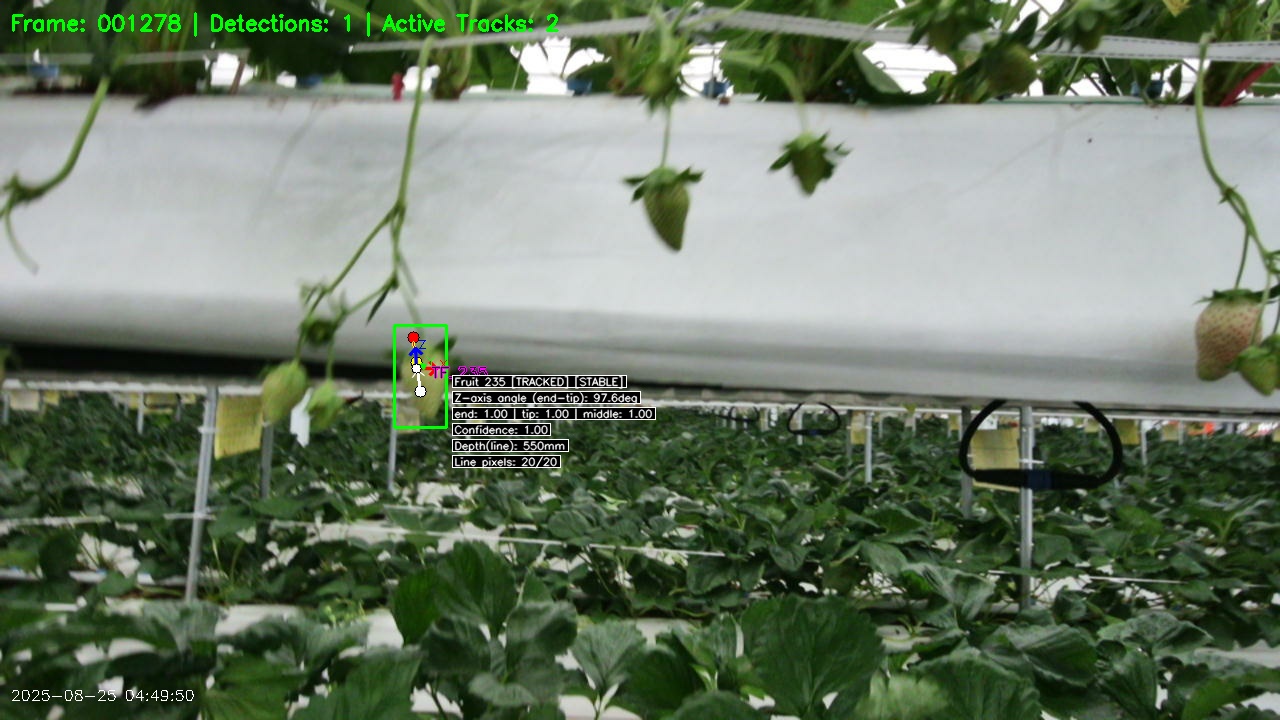 Frame: 001278 | Detections: 1 | Active Tracks: 2
Z
TF_235
Fruit 235 [TRACKED] [STABLE]
Z-axis angle (end-tip): 97.6deg
end: 1.00 | tip: 1.00 | middle: 1.00
Confidence: 1.00
Depth(line): 550mm
Line pixels: 20/20
2025-08-25 04:49:50